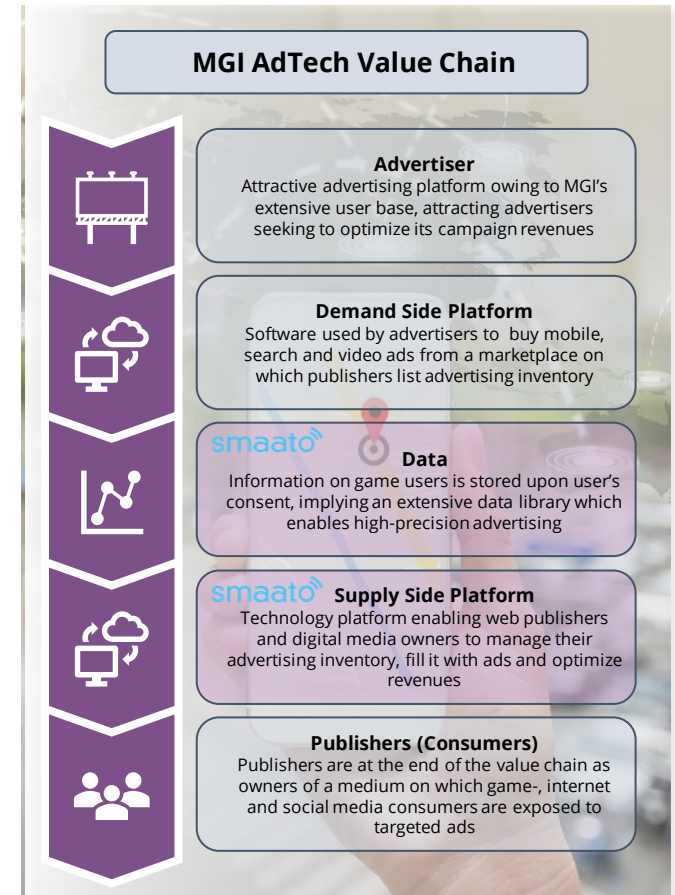 MGI AdTech Value Chain
Advertiser
Attractive advertising platform owing to MGI's
extensive user base, attracting advertisers
seeking to optimize its campaign revenues
Demand Side Platform
Software used by advertisers to buy mobile,
search and video ads from a marketplace on
which publishers list advertising inventory
smaato
Data
Information on game users is stored upon user's
consent, implying an extensive data library which
enables high-precision advertising
smaato
Supply Side Platform
Technology platform enabling web publishers
and digital media owners to manage their
advertising inventory, fill it with ads and optimize
revenues
Publishers (Consumers)
Publishers are at the end of the value chain as
owners of a medium on which game-, internet
and social media consumers are exposed to
targeted ads